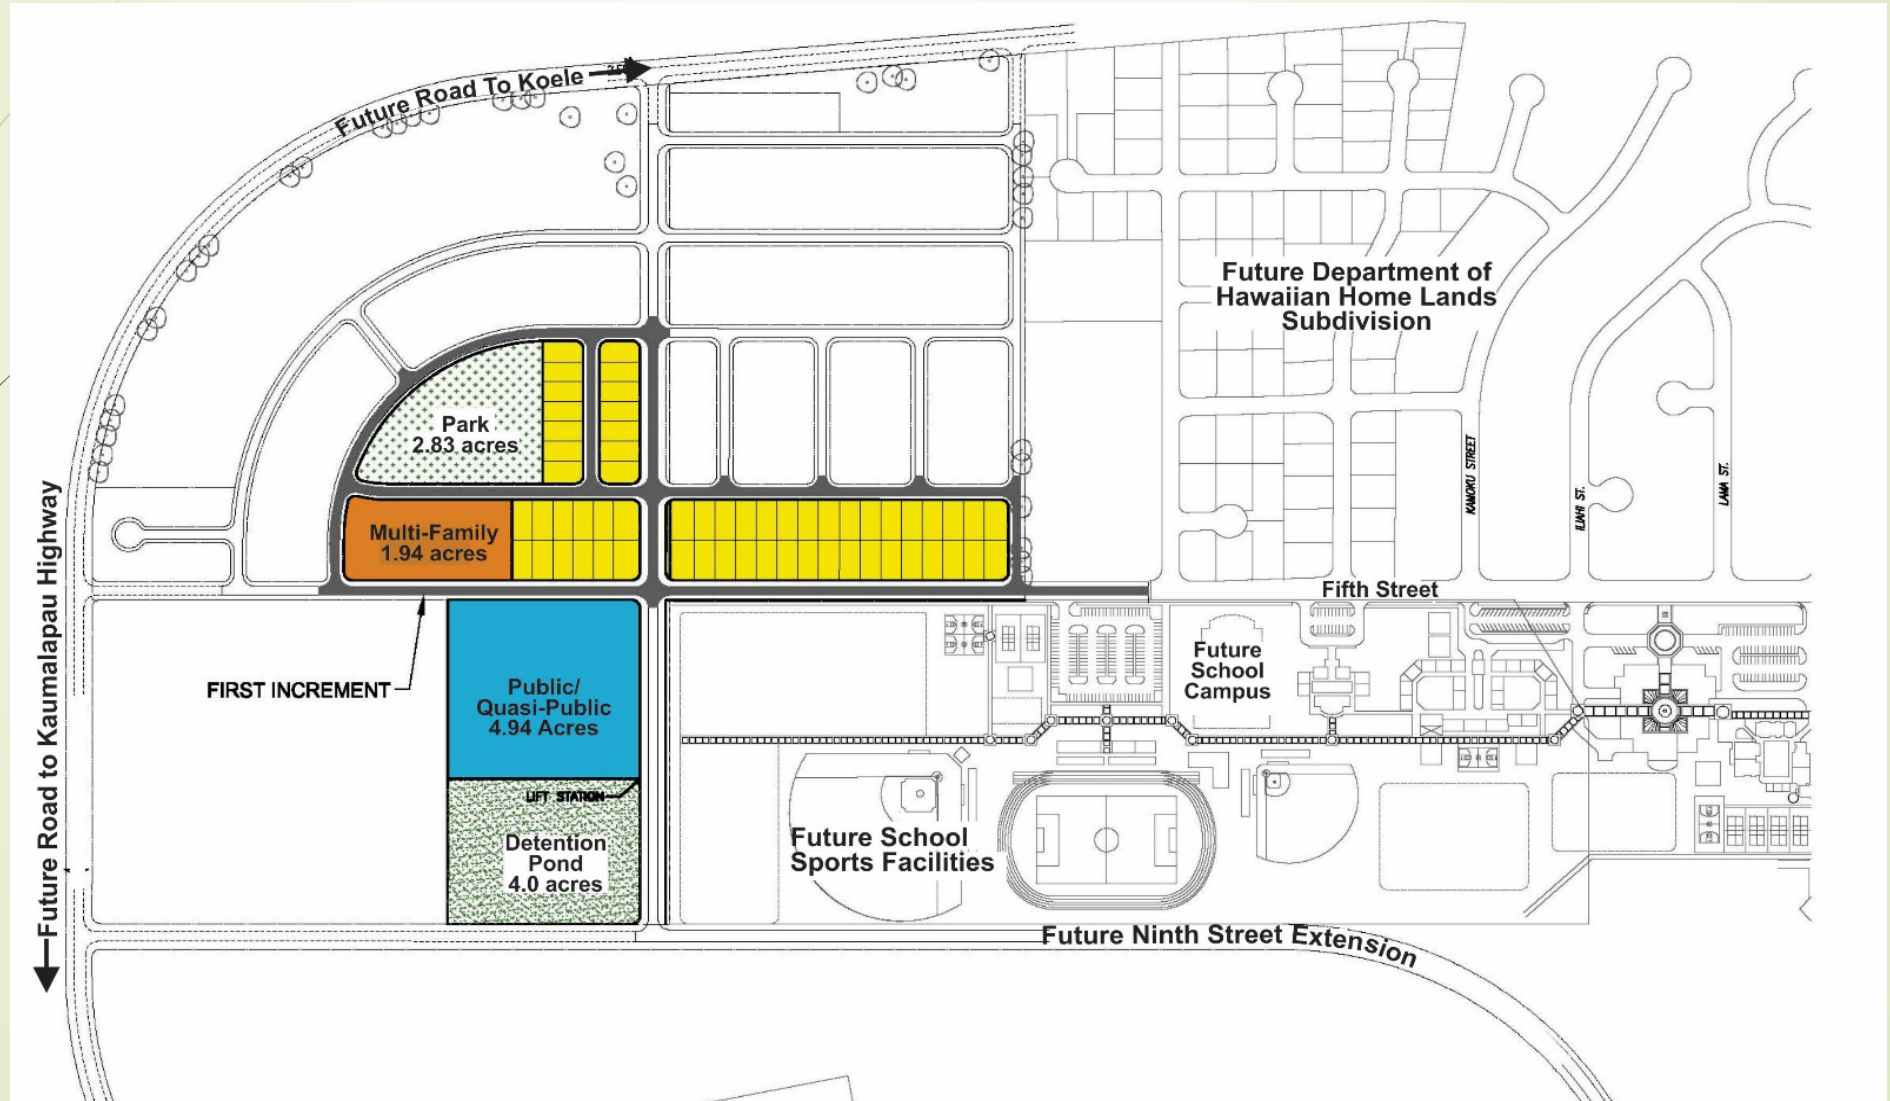 Future Road To Koele
Future Department of
Hawaiian Home Lands
Subdivision
Park
2.83 acres
KANOKU STREET
ILIAHI ST.
LAMA ST.
Multi-Family
1.94 acres
Future Road to Kaumalapau Highway
Fifth Street
FIRST INCREMENT
Public/
Quasi-Public
4.94 Acres
Future
School
Campus
LIFT STATION
Detention
Pond
4.0 acres
Future School
Sports Facilities
Future Ninth Street Extension